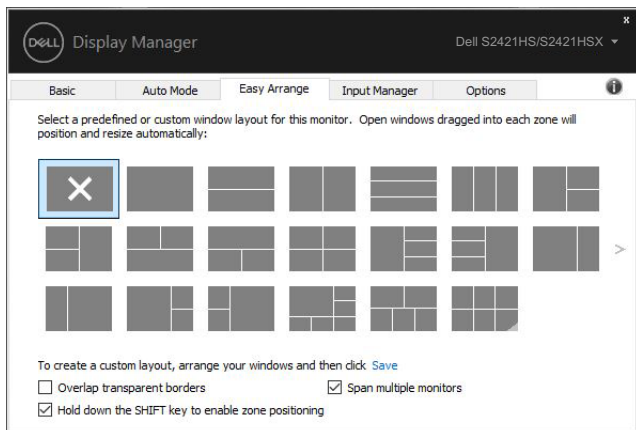 x
DELL Display Manager Dell S2421HS/S2421HSX
Basic Auto Mode Easy Arrange Input Manager Options i
Select a predefined or custom window layout for this monitor. Open windows dragged into each zone will
position and resize automatically:
To create a custom layout, arrange your windows and then click Save
Overlap transparent borders Span multiple monitors
Hold down the SHIFT key to enable zone positioning